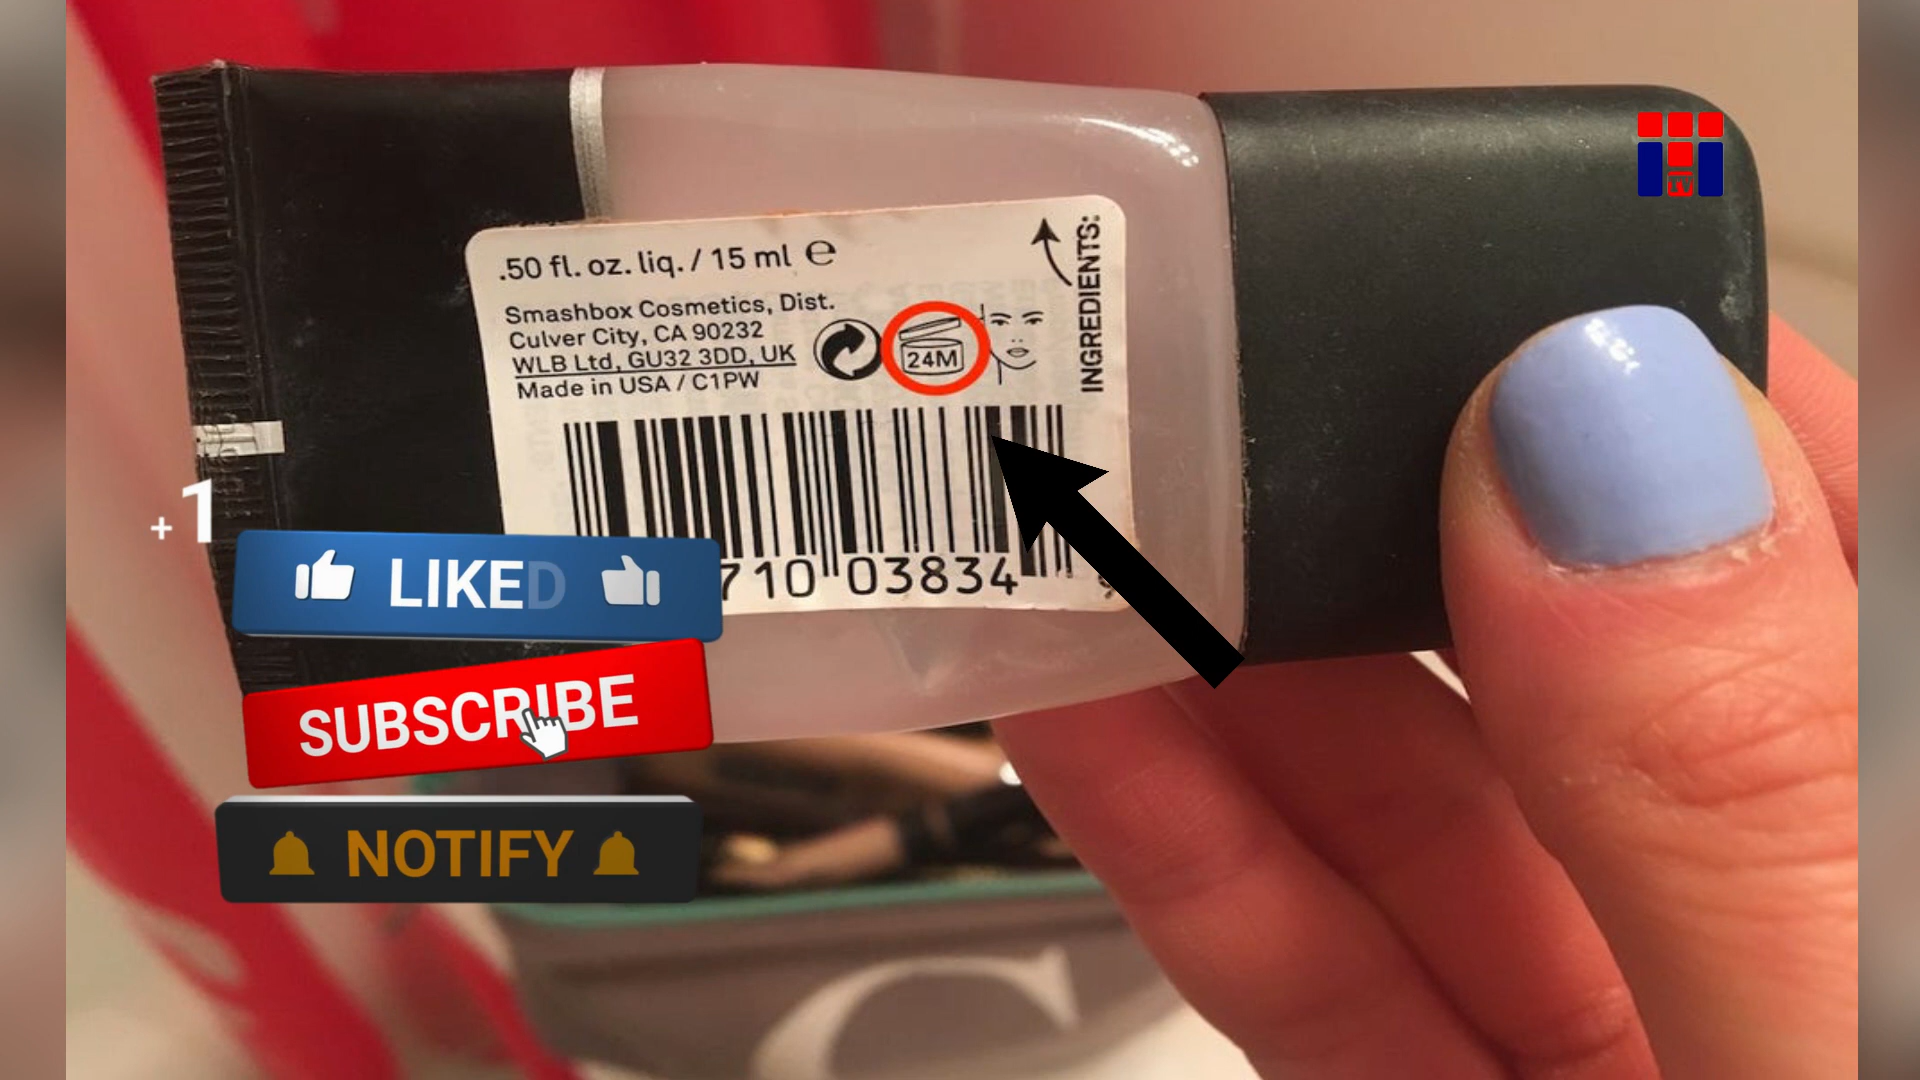 .50 fl. oz. liq. / 15 ml ℮
Smashbox Cosmetics, Dist.
Culver City, CA 90232
WLB Ltd, GU32 3DD, UK
Made in USA / C1PW
24M
INGREDIENTS:
710 03834
+1
LIKED
SUBSCRIBE
NOTIFY
tv